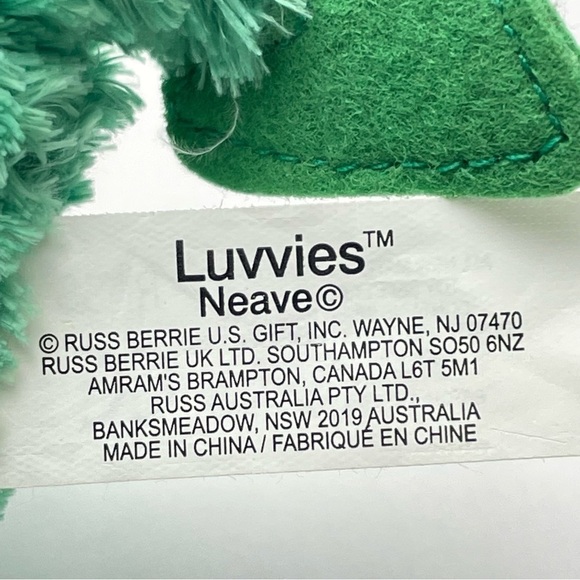 Luvvies™
Neave©
© RUSS BERRIE U.S. GIFT, INC. WAYNE, NJ 07470
RUSS BERRIE UK LTD. SOUTHAMPTON SO50 6NZ
AMRAM'S BRAMPTON, CANADA L6T 5M1
RUSS AUSTRALIA PTY LTD.,
BANKSMEADOW, NSW 2019 AUSTRALIA
MADE IN CHINA / FABRIQUÉ EN CHINE